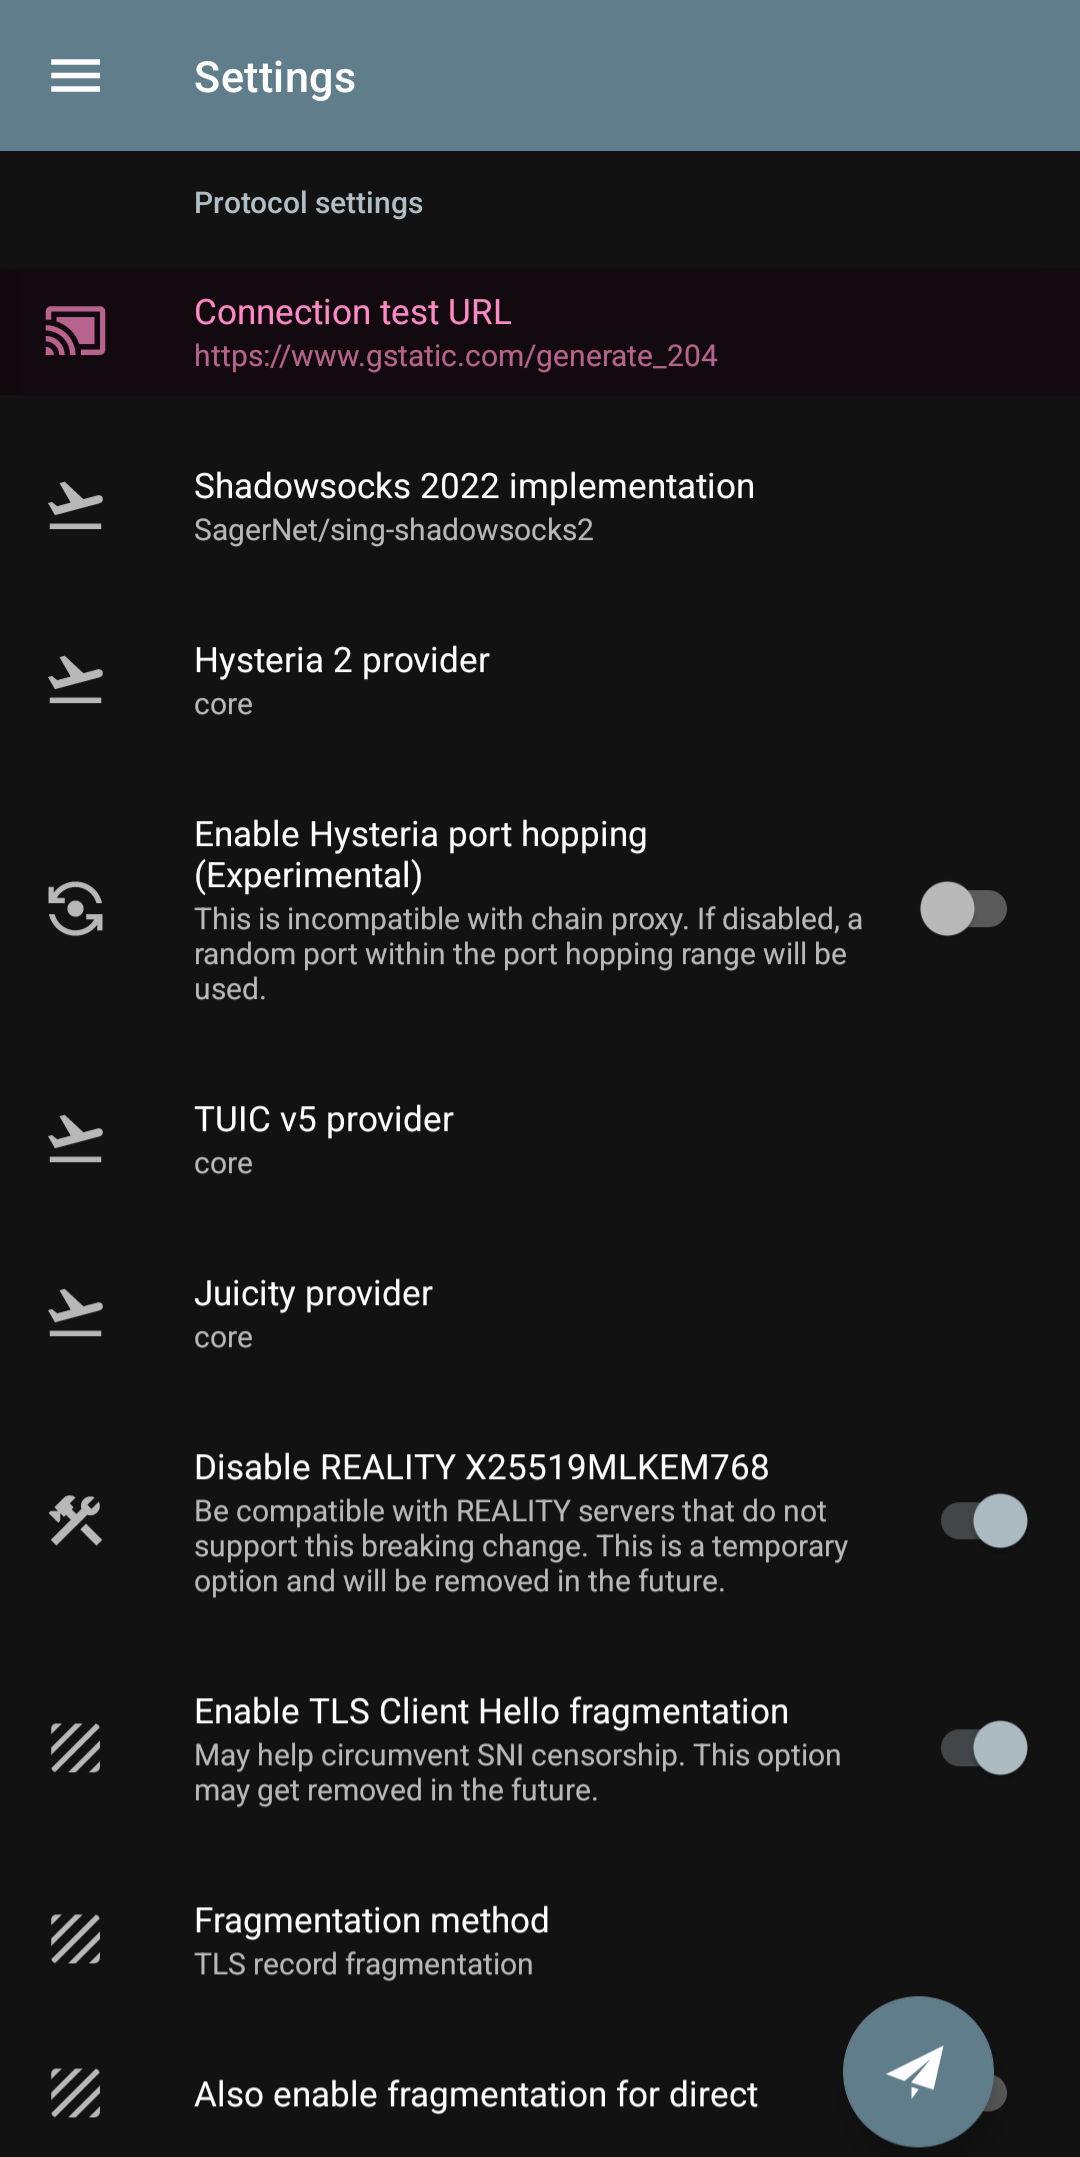 Settings
Protocol settings
Connection test URL
https://www.gstatic.com/generate_204
Shadowsocks 2022 implementation
SagerNet/sing-shadowsocks2
Hysteria 2 provider
core
Enable Hysteria port hopping
(Experimental)
This is incompatible with chain proxy. If disabled, a
random port within the port hopping range will be
used.
TUIC v5 provider
core
Juicity provider
core
Disable REALITY X25519MLKEM768
Be compatible with REALITY servers that do not
support this breaking change. This is a temporary
option and will be removed in the future.
Enable TLS Client Hello fragmentation
May help circumvent SNI censorship. This option
may get removed in the future.
Fragmentation method
TLS record fragmentation
Also enable fragmentation for direct